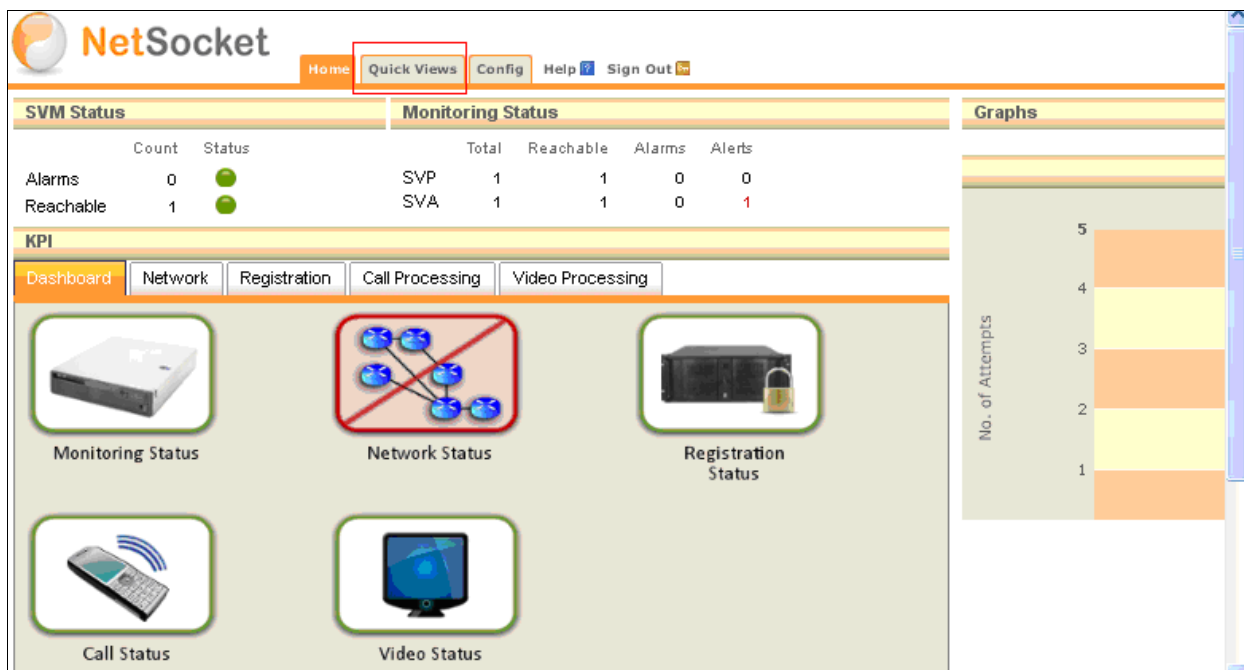 NetSocket
Home Quick Views Config Help ? Sign Out
SVM Status
Count Status
Alarms 0
Reachable 1
Monitoring Status
Total Reachable Alarms Alerts
SVP 1 1 0 0
SVA 1 1 0 1
KPI
Dashboard Network Registration Call Processing Video Processing
Monitoring Status
Network Status
Registration
Status
Call Status
Video Status
Graphs
No. of Attempts
5
4
3
2
1